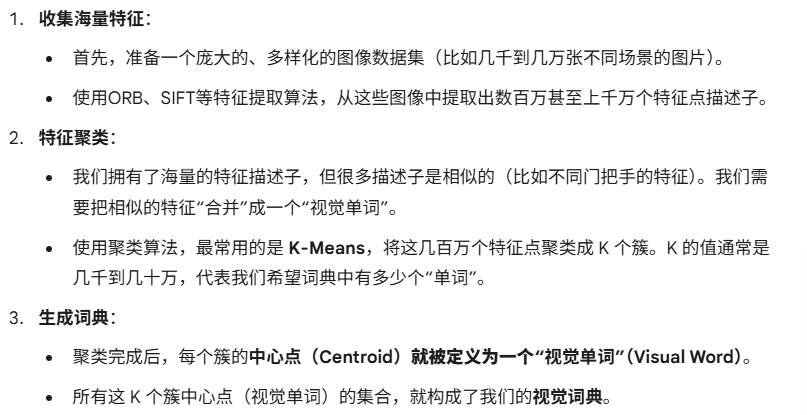 1. 收集海量特征：
• 首先，准备一个庞大的、多样化的图像数据集（比如几千到几万张不同场景的图片）。
• 使用ORB、SIFT等特征提取算法，从这些图像中提取出数百万甚至上千万个特征点描述子。
2. 特征聚类：
• 我们拥有了海量的特征描述子，但很多描述子是相似的（比如不同门把手的特征）。我们需
要把相似的特征“合并”成一个“视觉单词”。
• 使用聚类算法，最常用的是 K-Means，将这几百万个特征点聚类成 K 个簇。K 的值通常是
几千到几十万，代表我们希望词典中有多少个“单词”。
3. 生成词典：
• 聚类完成后，每个簇的中心点（Centroid）就被定义为一个“视觉单词”（Visual Word）。
• 所有这 K 个簇中心点（视觉单词）的集合，就构成了我们的视觉词典。